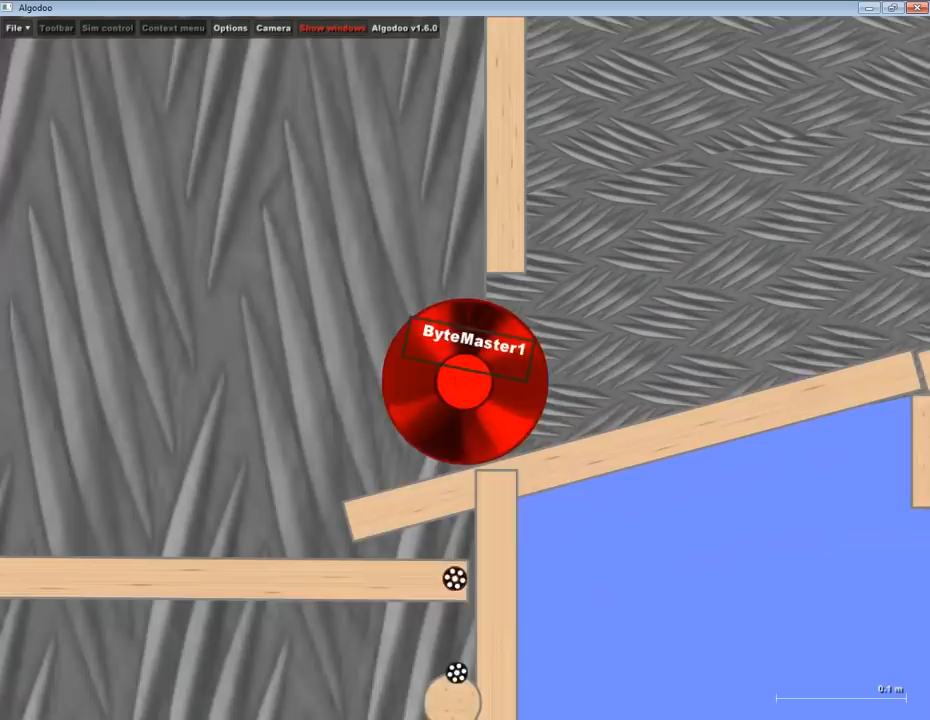 Algodoo
File Toolbar Sim control Context menu Options Camera Show windows Algodoo v1.6.0
ByteMaster1
0.1 m